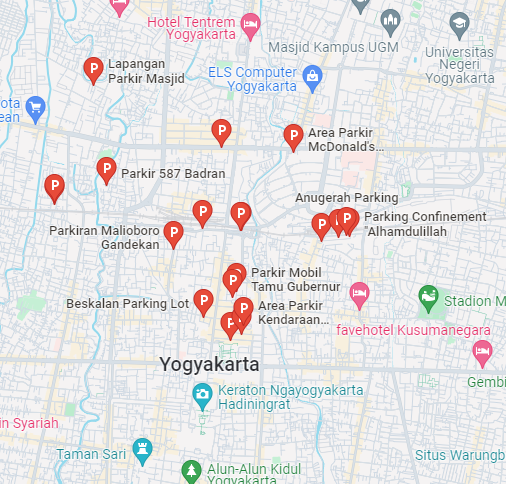 Hotel Tentrem
Yogyakarta
Masjid Kampus UGM
Universitas
Negeri
Yogyakarta
Lapangan
Parkir Masjid
ELS Computer
Yogyakarta
ota
ean
Area Parkir
McDonald's...
Parkir 587 Badran
Anugerah Parking
Parking Confinement
"Alhamdulillah
Parkiran Malioboro
Gandekan
Parkir Mobil
Tamu Gubernur
Beskalan Parking Lot
Area Parkir
Kendaraan...
Stadion M
favehotel Kusumanegara
Yogyakarta
Gembi
Keraton Ngayogyakarta
Hadiningrat
in Syariah
Taman Sari
Situs Warungb
Alun-Alun Kidul
Yogyakarta